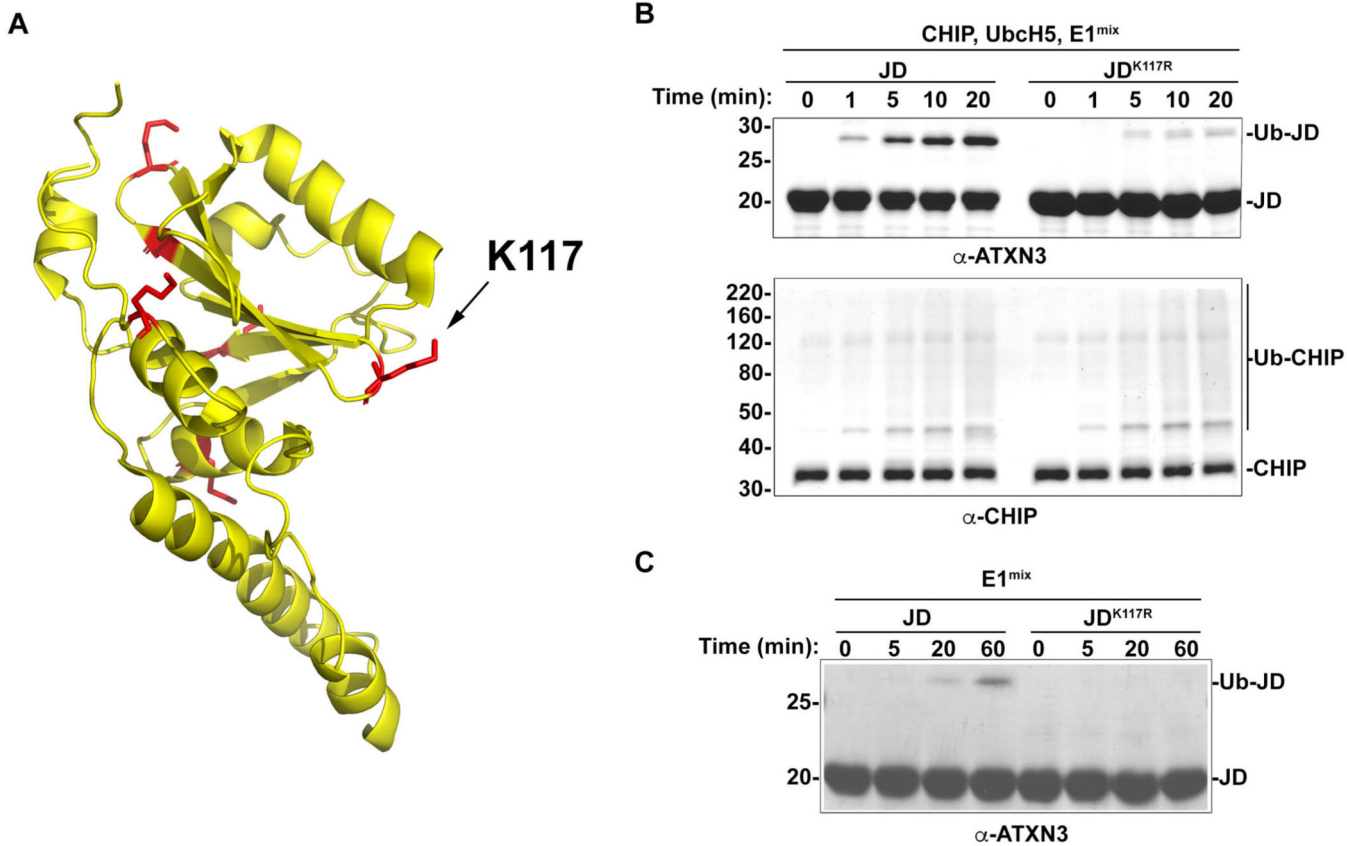 A
K117
B
CHIP, UbcH5, E1mix
JD JDK117R
Time (min): 0 1 5 10 20 0 1 5 10 20
30-
25-
20-
-Ub-JD
-JD
α-ATXN3
220-
160-
120-
80-
50-
40-
30-
-Ub-CHIP
-CHIP
α-CHIP
C
E1mix
JD JDK117R
Time (min): 0 5 20 60 0 5 20 60
25-
20-
-Ub-JD
-JD
α-ATXN3